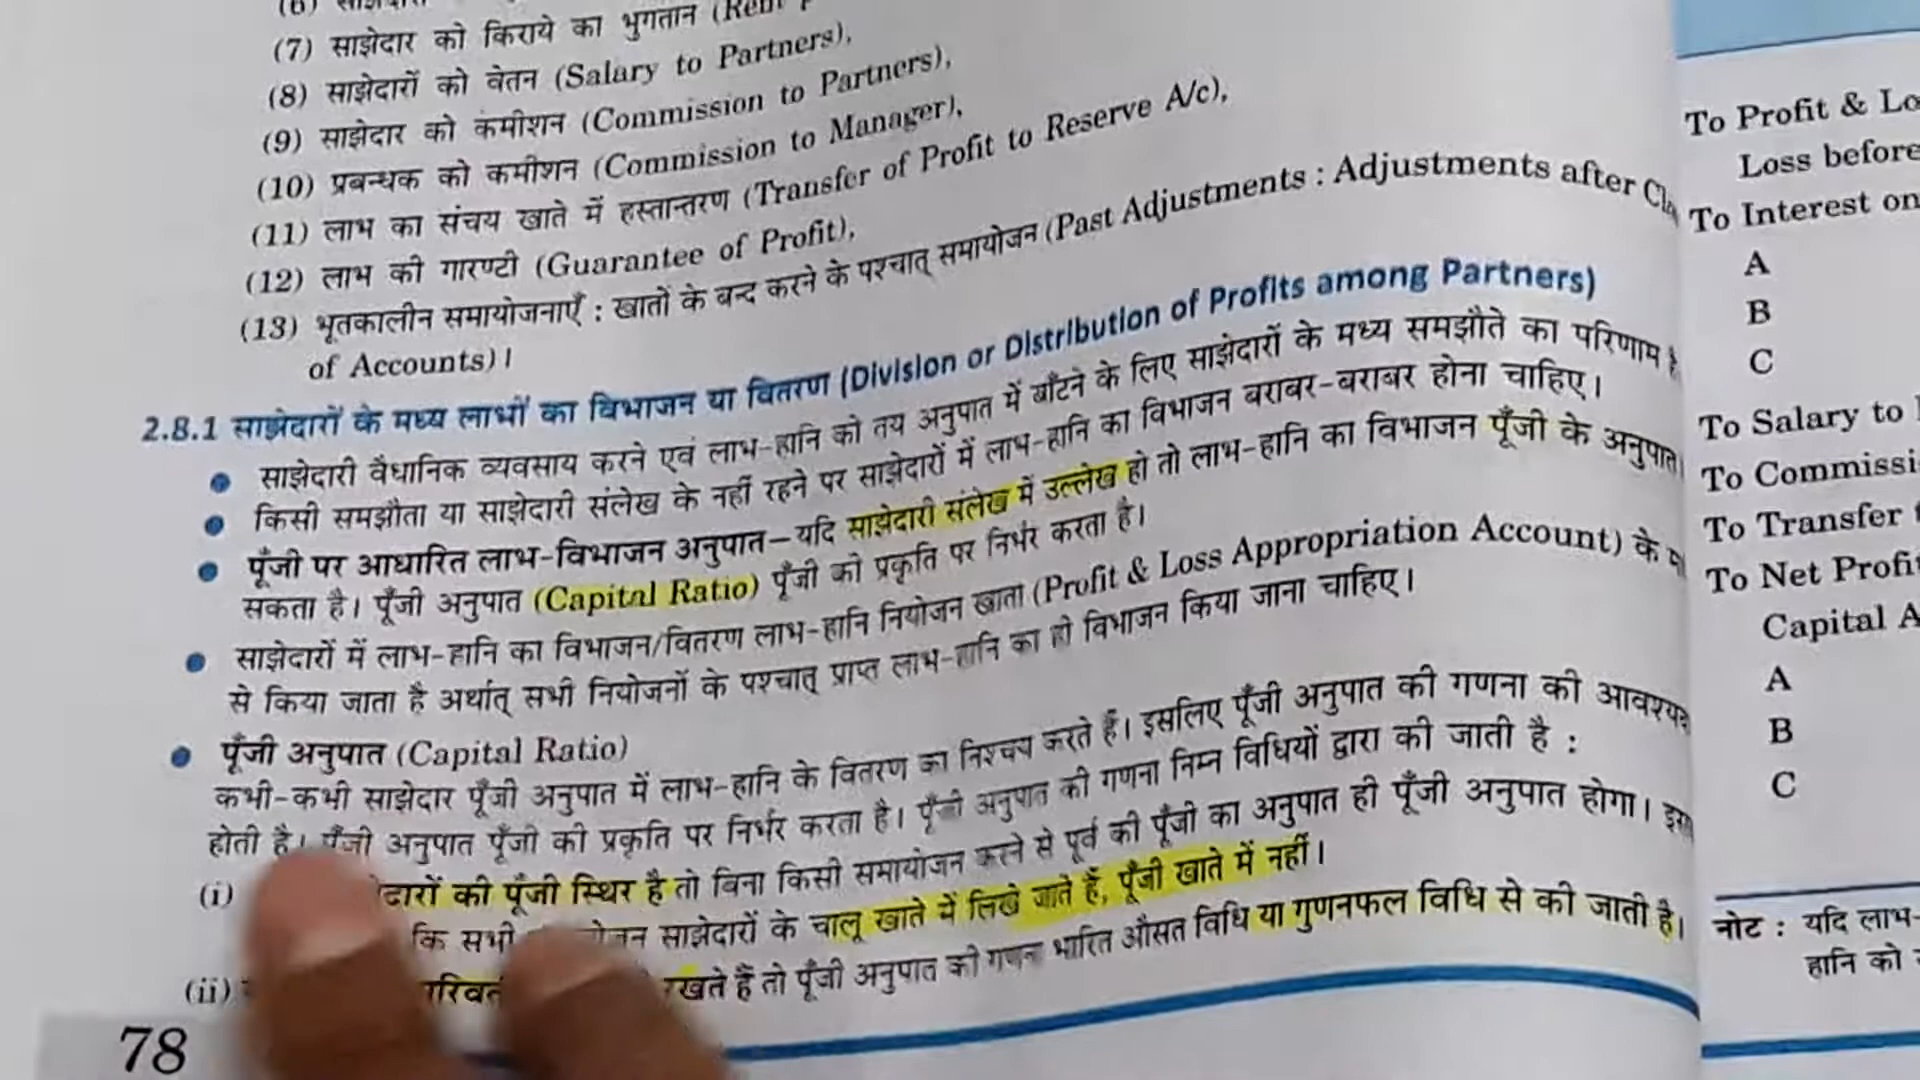 (6)
(7) साझेदार को किराये का भुगतान (Rent
(8) साझेदारों को वेतन (Salary to Partners),
(9) साझेदार को कमीशन (Commission to Partners),
(10) प्रबन्धक को कमीशन (Commission to Manager),
(11) लाभ का संचय खाते में हस्तान्तरण (Transfer of Profit to Reserve A/c),
(12) लाभ की गारण्टी (Guarantee of Profit),
(13) भूतकालीन समायोजनाएँ : खातों के बन्द करने के पश्चात् समायोजन (Past Adjustments : Adjustments after
of Accounts)।
2.8.1 साझेदारों के मध्य लाभों का विभाजन या वितरण (Division or Distribution of Profits among Partners)
● साझेदारी वैधानिक व्यवसाय करने एवं लाभ-हानि को तय अनुपात में बाँटने के लिए साझेदारों के मध्य समझौते का परिणाम
● किसी समझौता या साझेदारी संलेख के नहीं रहने पर साझेदारों में लाभ-हानि का विभाजन बराबर-बराबर होना चाहिए।
● पूँजी पर आधारित लाभ-विभाजन अनुपात—यदि साझेदारी संलेख में उल्लेख हो तो लाभ-हानि का विभाजन पूँजी के अनुपात
सकता है। पूँजी अनुपात (Capital Ratio) पूँजी की प्रकृति पर निर्भर करता है।
● साझेदारों में लाभ-हानि का विभाजन/वितरण लाभ-हानि नियोजन खाता (Profit & Loss Appropriation Account) के
से किया जाता है अर्थात् सभी नियोजनों के पश्चात् प्राप्त लाभ-हानि का ही विभाजन किया जाना चाहिए।
● पूँजी अनुपात (Capital Ratio)
कभी-कभी साझेदार पूँजी अनुपात में लाभ-हानि के वितरण का निश्चय करते हैं। इसलिए पूँजी अनुपात की गणना की
होती है। पूँजी अनुपात पूँजी की प्रकृति पर निर्भर करता है। पूँजी अनुपात की गणना निम्न विधियों द्वारा की जाती है :
(i) की पूँजी स्थिर है तो बिना किसी समायोजन करने से पूर्व की पूँजी का अनुपात ही पूँजी अनुपात होगा।
कि सभी साझेदारों के चालू खाते में लिखे जाते हैं, पूँजी खाते में नहीं।
(ii) रखते हैं तो पूँजी अनुपात की गणना भारित औसत विधि या गुणनफल विधि से की जाती है।
78
To Profit &
Loss before
To Interest on
A
B
C
To Salary to
To
To Transfer
To Net
Capital
A
B
C
नोट : यदि लाभ-
हानि को